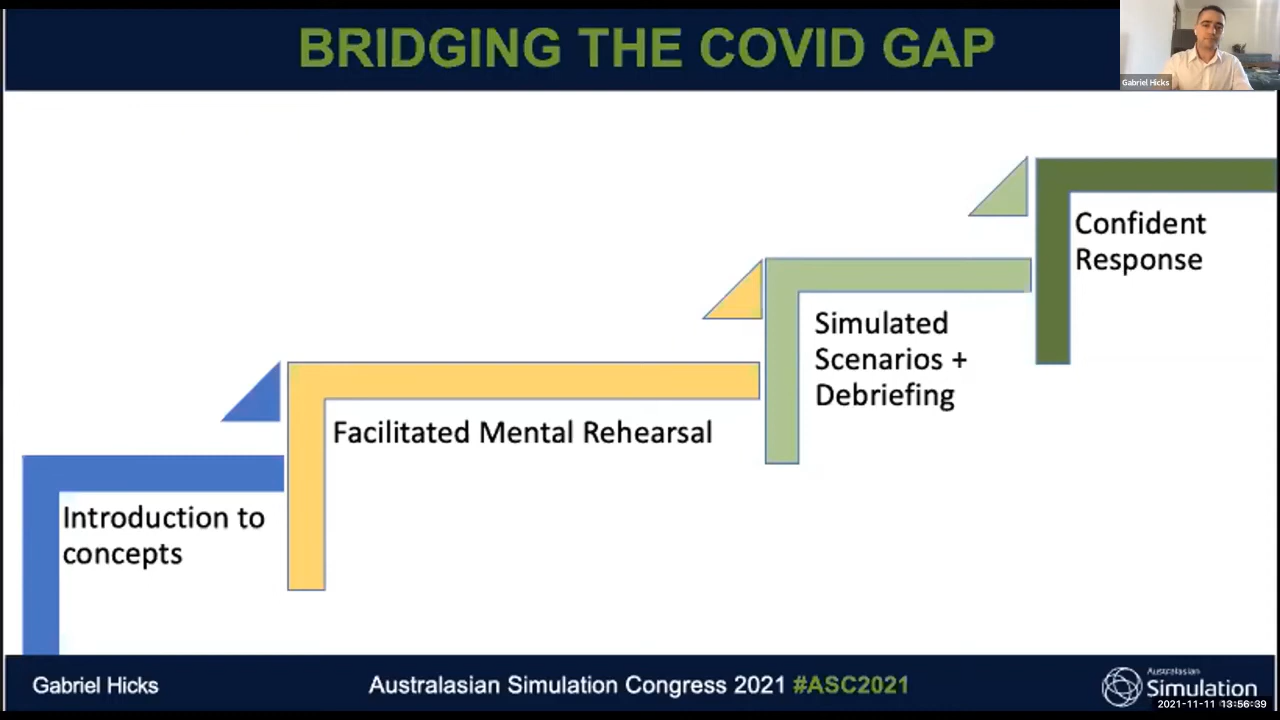 BRIDGING THE COVID GAP
Gabriel Hicks
Confident
Response
Simulated
Scenarios +
Debriefing
Facilitated Mental Rehearsal
Introduction to
concepts
Gabriel Hicks
Australasian Simulation Congress 2021 #ASC2021
Australasian
Simulation
2021-11-11 13:56:39